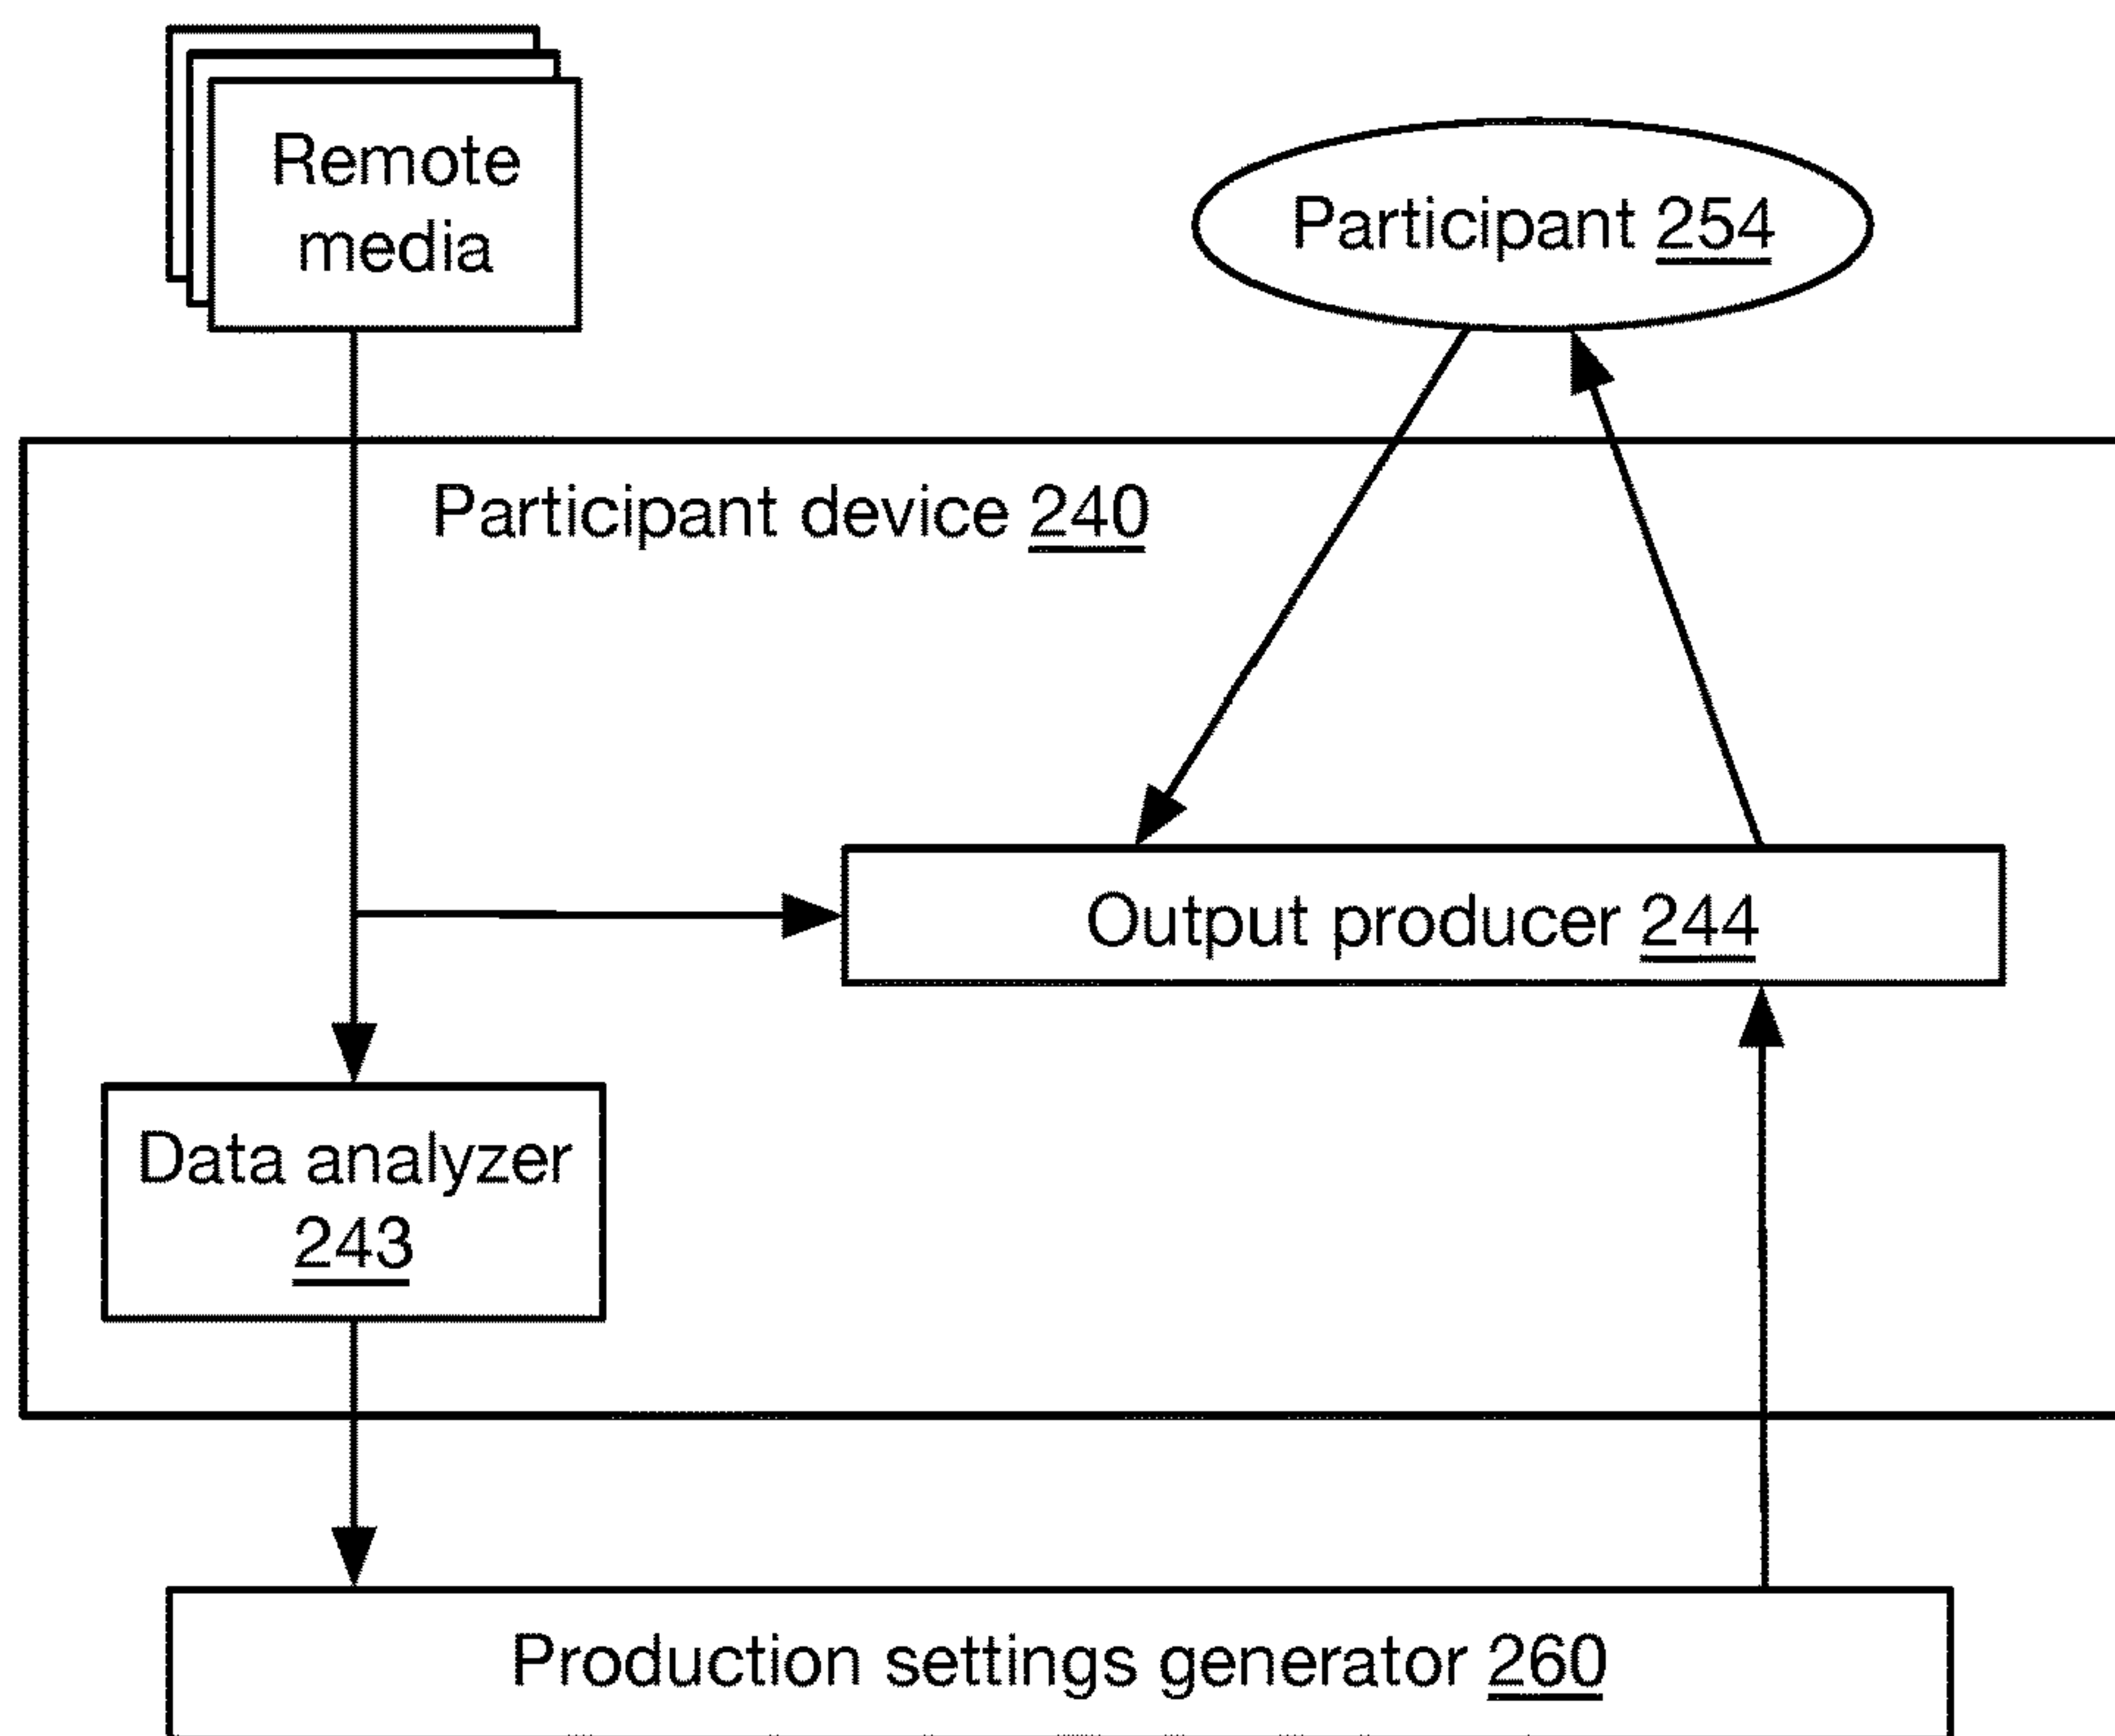 Remote
media
Participant 254
Participant device 240
Output producer 244
Data analyzer
243
Production settings generator 260